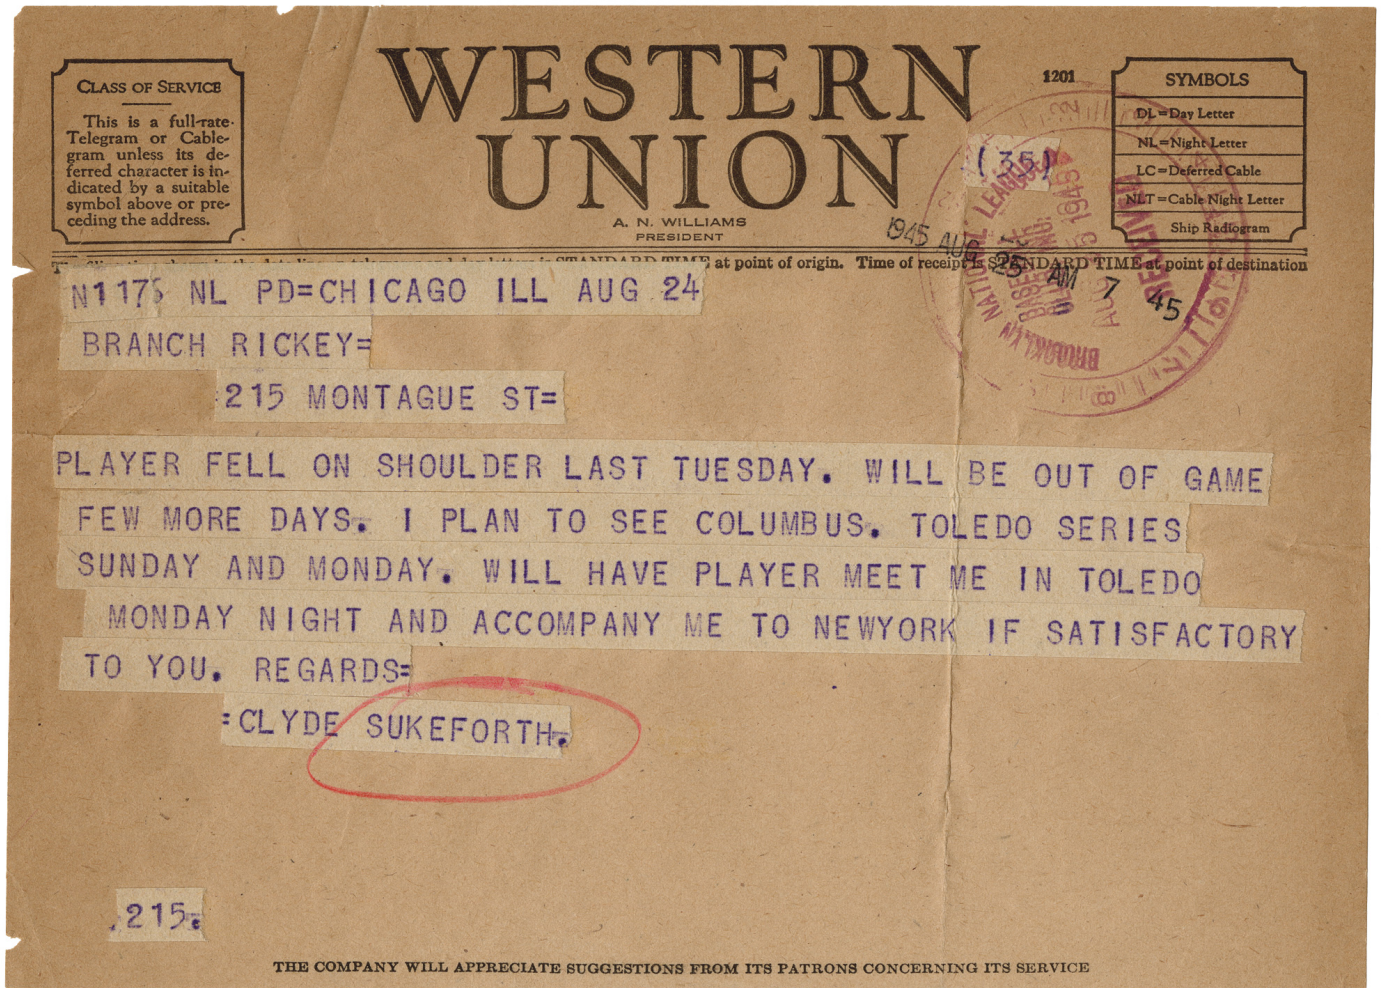 WESTERN
UNION
1201
A. N. WILLIAMS
PRESIDENT
CLASS OF SERVICE
This is a full-rate
Telegram or Cable-
gram unless its de-
ferred character is in-
dicated by a suitable
symbol above or pre-
ceding the address.
SYMBOLS
DL=Day Letter
NL=Night Letter
LC=Deferred Cable
NLT=Cable Night Letter
Ship Radiogram
(35)
BROOKLYN NATIONAL LEAGUE
RECEIVED
1945 AUG 25 AM 7 45
STANDARD TIME at point of origin. Time of receipt is STANDARD TIME at point of destination
N117S NL PD=CHICAGO ILL AUG 24
BRANCH RICKEY=
215 MONTAGUE ST=
PLAYER FELL ON SHOULDER LAST TUESDAY. WILL BE OUT OF GAME
FEW MORE DAYS. I PLAN TO SEE COLUMBUS. TOLEDO SERIES
SUNDAY AND MONDAY. WILL HAVE PLAYER MEET ME IN TOLEDO
MONDAY NIGHT AND ACCOMPANY ME TO NEWYORK IF SATISFACTORY
TO YOU. REGARDS=
=CLYDE SUKEFORTH.
215.
THE COMPANY WILL APPRECIATE SUGGESTIONS FROM ITS PATRONS CONCERNING ITS SERVICE